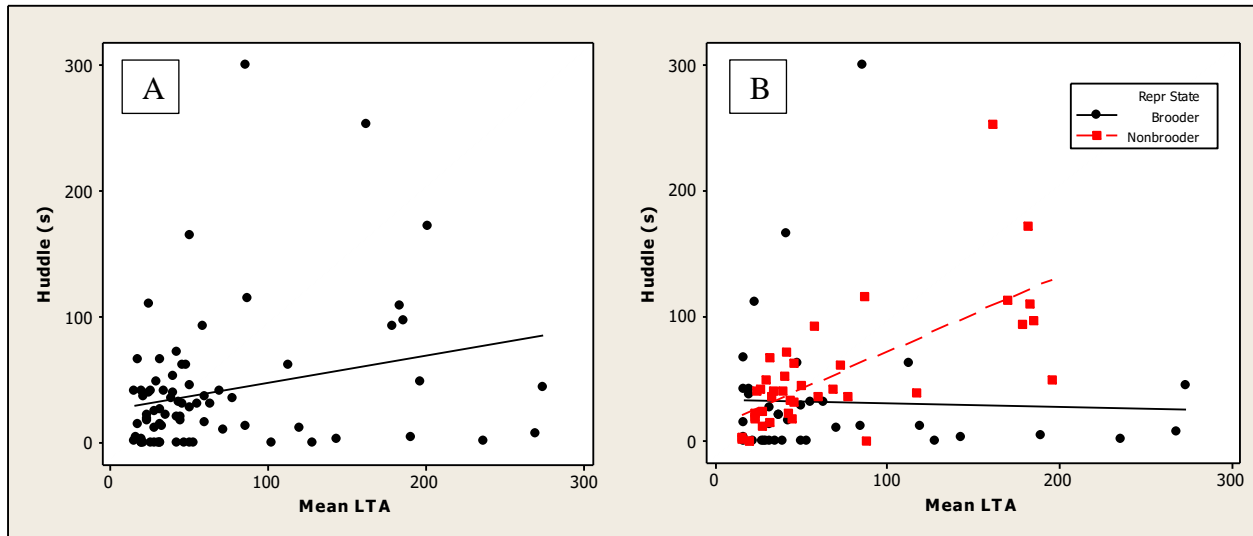 A
Huddle (s)
300
200
100
0
0 100 200 300
Mean LTA
B
Repr State
Brooder
Nonbrooder
Huddle (s)
300
200
100
0
0 100 200 300
Mean LTA